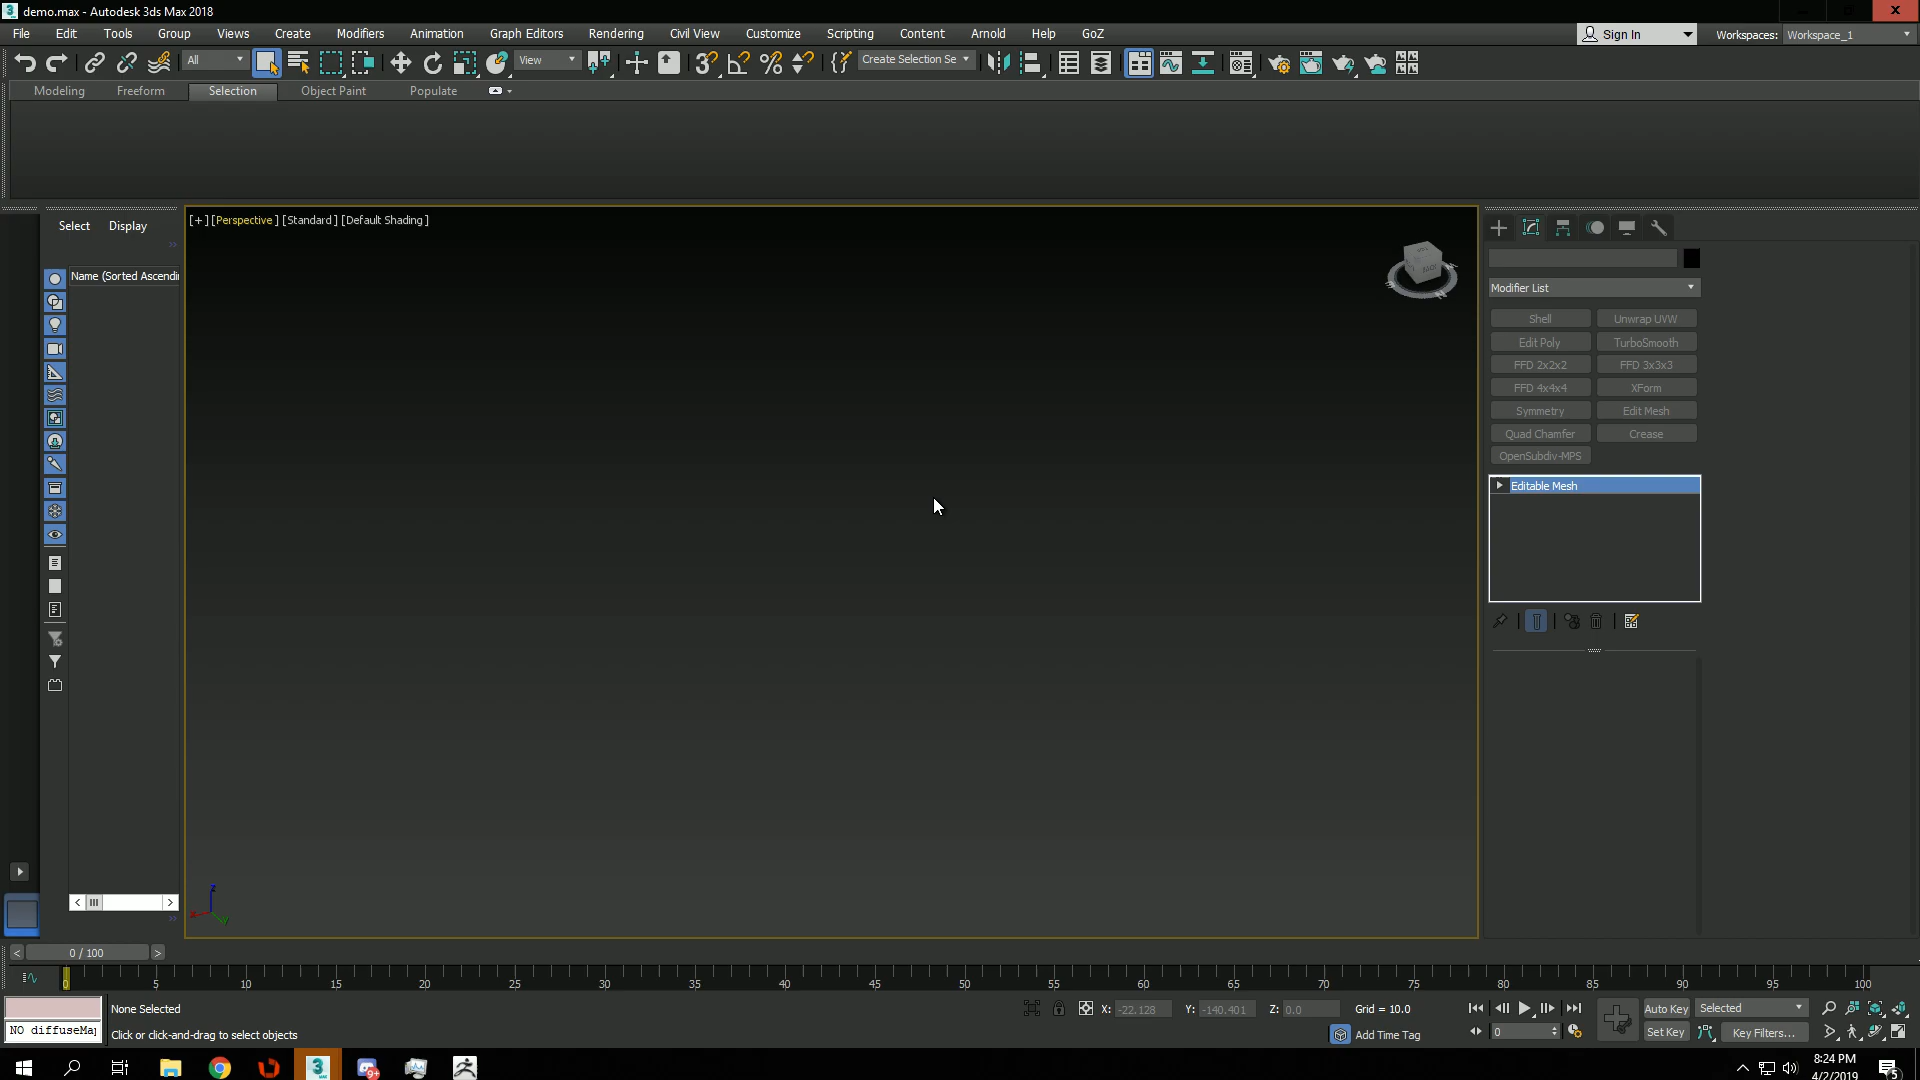 demo.max - Autodesk 3ds Max 2018
File Edit Tools Group Views Create Modifiers Animation Graph Editors Rendering Civil View Customize Scripting Content Arnold Help GoZ
Sign In Workspaces: Workspace_1
All View Create Selection Se
Modeling Freeform Selection Object Paint Populate
Select Display
[+] [Perspective] [Standard] [Default Shading]
Name (Sorted Ascendi
Modifier List
Shell Unwrap UVW
Edit Poly TurboSmooth
FFD 2x2x2 FFD 3x3x3
FFD 4x4x4 XForm
Symmetry Edit Mesh
Quad Chamfer Crease
OpenSubdiv-MPS
Editable Mesh
z
x y
0 / 100
0 5 10 15 20 25 30 35 40 45 50 55 60 65 70 75 80 85 90 95 100
None Selected X: -22.128 Y: -140.401 Z: 0.0 Grid = 10.0 Auto Key Selected
NO diffuseMa
Click or click-and-drag to select objects Add Time Tag 0 Set Key Key Filters...
8:24 PM
4/2/2019
9+
5